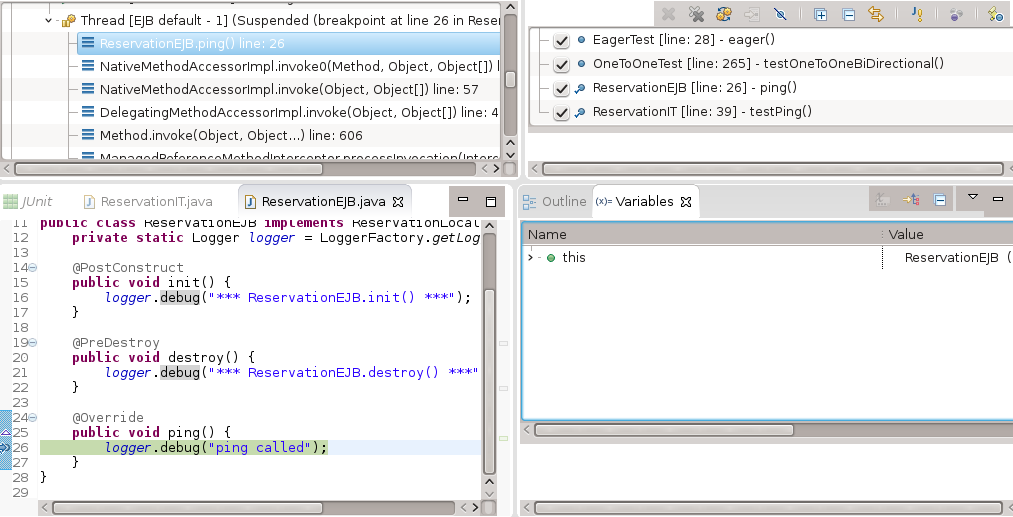 Thread [EJB default - 1] (Suspended (breakpoint at line 26 in Reser
ReservationEJB.ping() line: 26
NativeMethodAccessorImpl.invoke0(Method, Object, Object[]) l
NativeMethodAccessorImpl.invoke(Object, Object[]) line: 57
DelegatingMethodAccessorImpl.invoke(Object, Object[]) line: 4
Method.invoke(Object, Object...) line: 606
ManagedReferenceMethodInterceptor.processInvocation(Interc
EagerTest [line: 28] - eager()
OneToOneTest [line: 265] - testOneToOneBiDirectional()
ReservationEJB [line: 26] - ping()
ReservationIT [line: 39] - testPing()
JUnit
ReservationIT.java
ReservationEJB.java
11 public class ReservationEJB implements ReservationLocal
12 private static Logger logger = LoggerFactory.getLog
13
14 @PostConstruct
15 public void init() {
16 logger.debug("*** ReservationEJB.init() ***");
17 }
18
19 @PreDestroy
20 public void destroy() {
21 logger.debug("*** ReservationEJB.destroy() ***"
22 }
23
24 @Override
25 public void ping() {
26 logger.debug("ping called");
27 }
28 }
29
Outline
(x)= Variables
Name Value
this ReservationEJB (